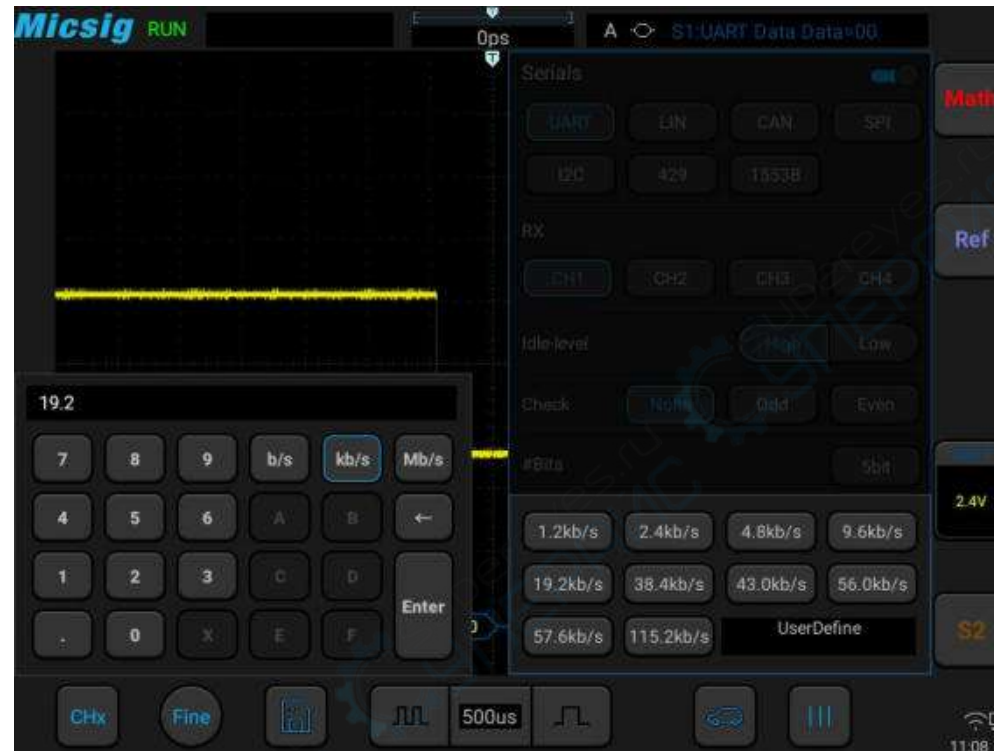 Micsig RUN
0ps
A S1:UART Data Data=00
T
Serials
Math
UART LIN CAN SPI
I2C 429 1553B
RX
Ref
CH1 CH2 CH3 CH4
Idle-level High Low
19.2
Check None Odd Even
7 8 9 b/s kb/s Mb/s
#Bits 5bit
2.4V
4 5 6 A B ←
1.2kb/s 2.4kb/s 4.8kb/s 9.6kb/s
1 2 3 C D Enter
19.2kb/s 38.4kb/s 43.0kb/s 56.0kb/s
. 0 X E F
57.6kb/s 115.2kb/s UserDefine
S2
CHx Fine 500us
11:08